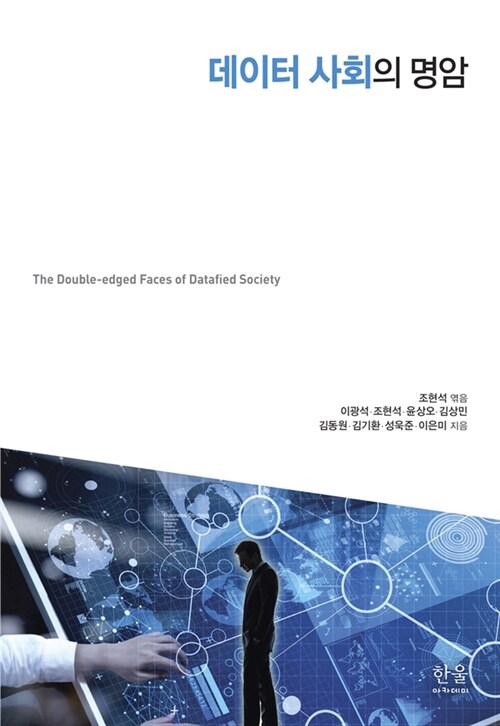 데이터 사회의 명암
The Double-edged Faces of Datafied Society
조현석 엮음
이광석·조현석·윤상오·김상민
김동원·김기환·성욱준·이은미 지음
한울
아카데미